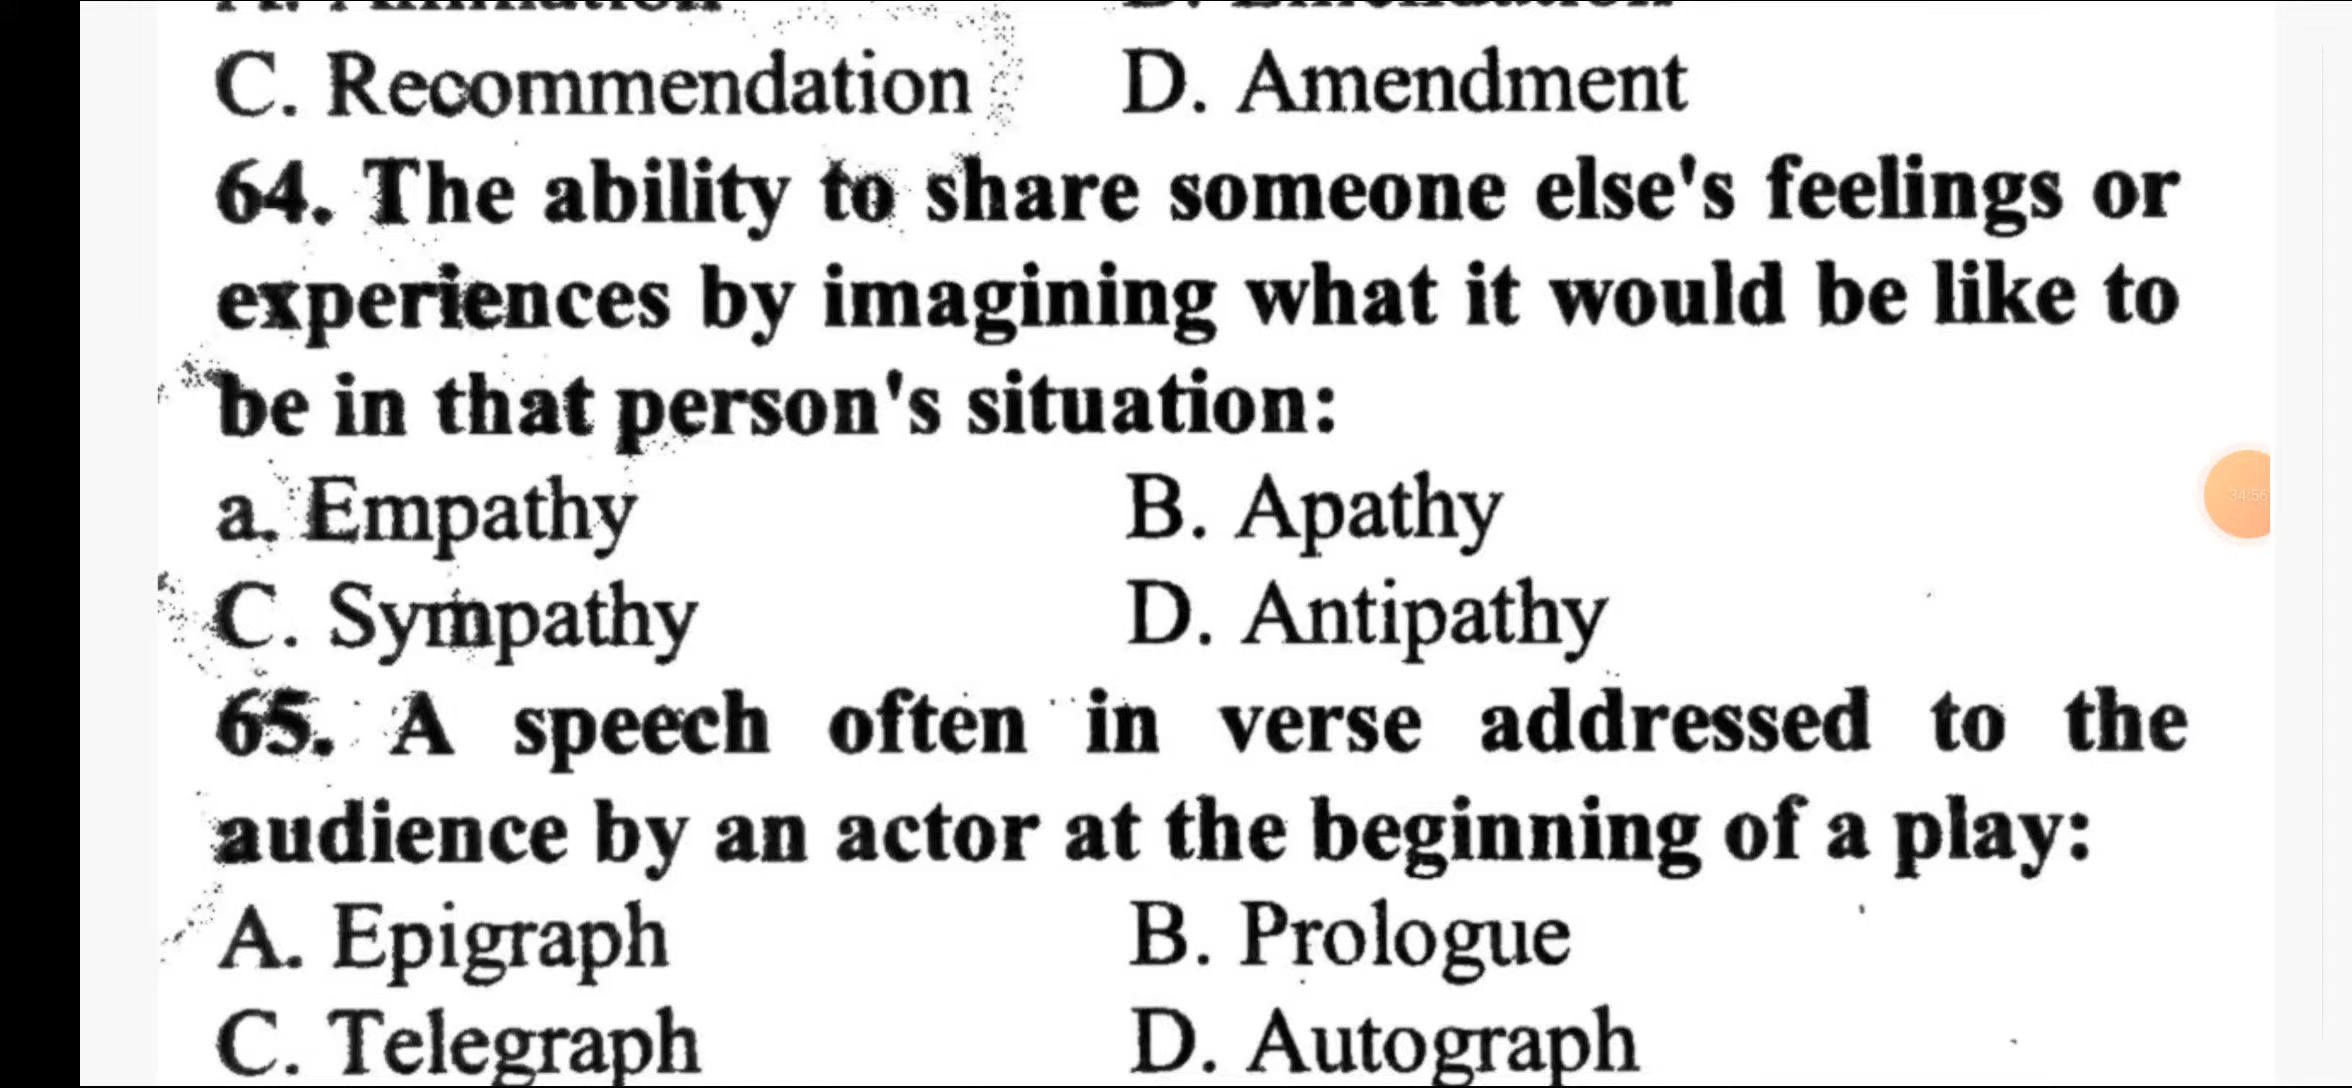 C. Recommendation D. Amendment
64. The ability to share someone else's feelings or
experiences by imagining what it would be like to
be in that person's situation:
a. Empathy B. Apathy
C. Sympathy D. Antipathy
34:56
65. A speech often in verse addressed to the
audience by an actor at the beginning of a play:
A. Epigraph B. Prologue
C. Telegraph D. Autograph